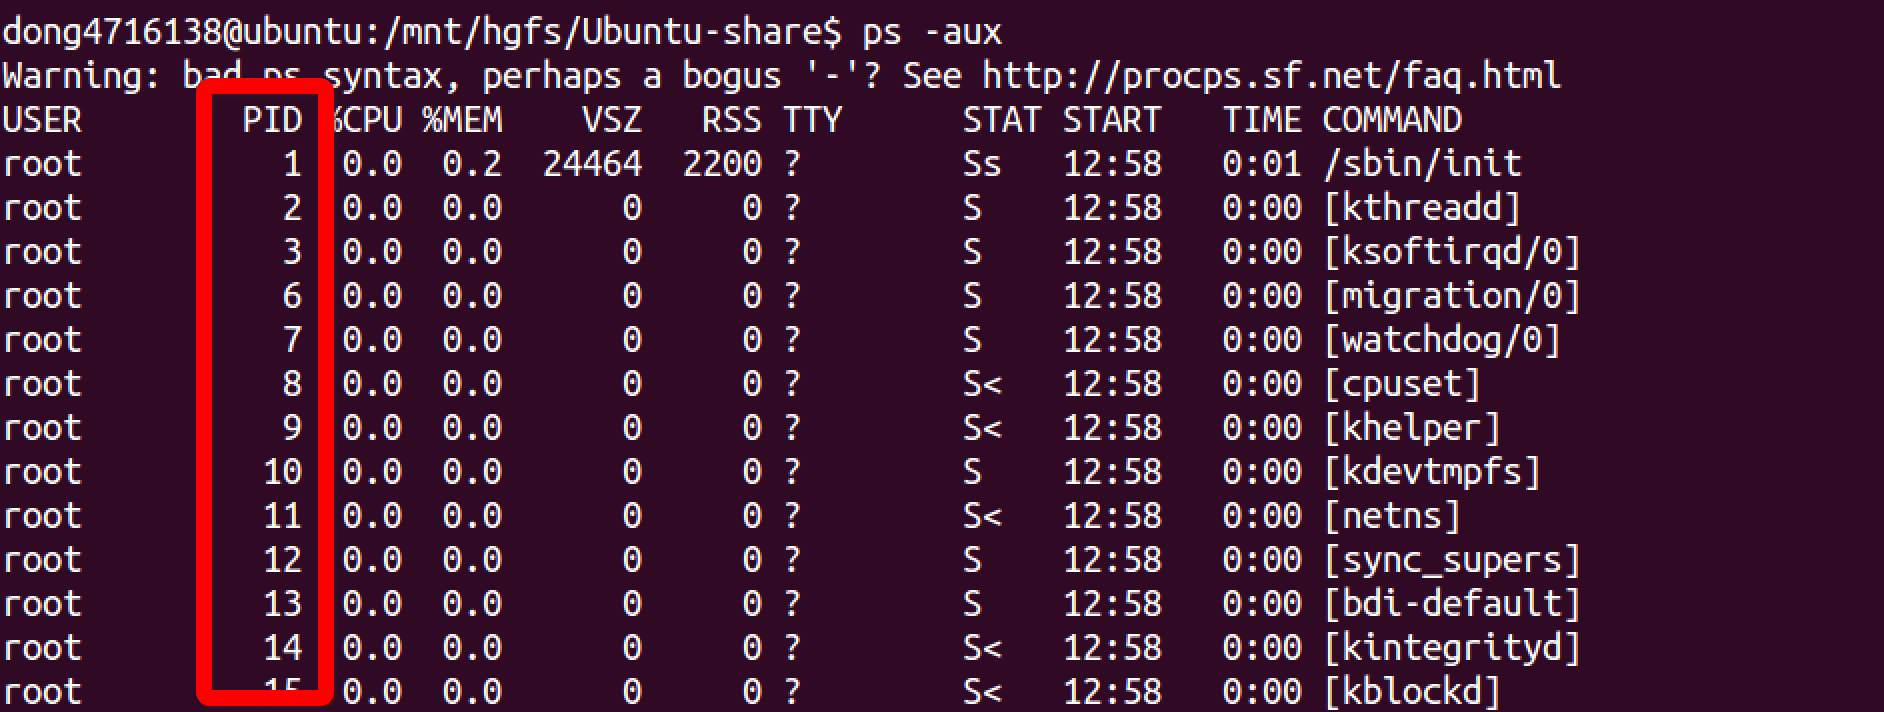 dong4716138@ubuntu:/mnt/hgfs/Ubuntu-share$ ps -aux
Warning: bad ps syntax, perhaps a bogus '-'? See http://procps.sf.net/faq.html
USER PID %CPU %MEM VSZ RSS TTY STAT START TIME COMMAND
root 1 0.0 0.2 24464 2200 ? Ss 12:58 0:01 /sbin/init
root 2 0.0 0.0 0 0 ? S 12:58 0:00 [kthreadd]
root 3 0.0 0.0 0 0 ? S 12:58 0:00 [ksoftirqd/0]
root 6 0.0 0.0 0 0 ? S 12:58 0:00 [migration/0]
root 7 0.0 0.0 0 0 ? S 12:58 0:00 [watchdog/0]
root 8 0.0 0.0 0 0 ? S< 12:58 0:00 [cpuset]
root 9 0.0 0.0 0 0 ? S< 12:58 0:00 [khelper]
root 10 0.0 0.0 0 0 ? S 12:58 0:00 [kdevtmpfs]
root 11 0.0 0.0 0 0 ? S< 12:58 0:00 [netns]
root 12 0.0 0.0 0 0 ? S 12:58 0:00 [sync_supers]
root 13 0.0 0.0 0 0 ? S 12:58 0:00 [bdi-default]
root 14 0.0 0.0 0 0 ? S< 12:58 0:00 [kintegrityd]
root 15 0.0 0.0 0 0 ? S< 12:58 0:00 [kblockd]